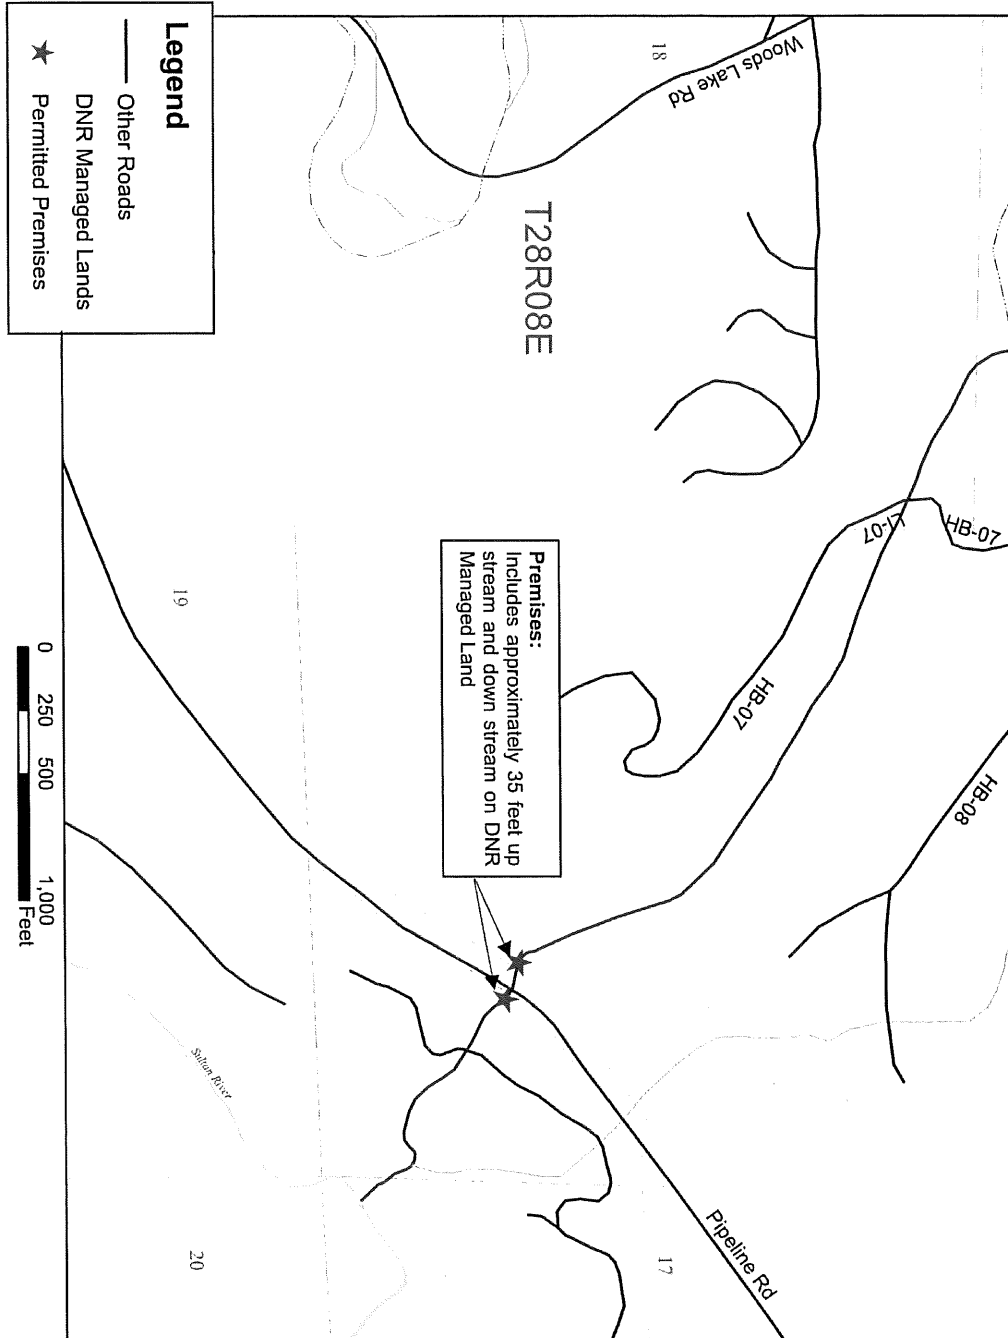 Woods Lake Rd
18
T28R08E
HB-07
LI-07
HB-07
HB-08
Premises:
Includes approximately 35 feet up
stream and down stream on DNR
Managed Land
19
Sultan River
17
Pipeline Rd
20
Legend
Other Roads
DNR Managed Lands
Permitted Premises
0 250 500 1,000
Feet